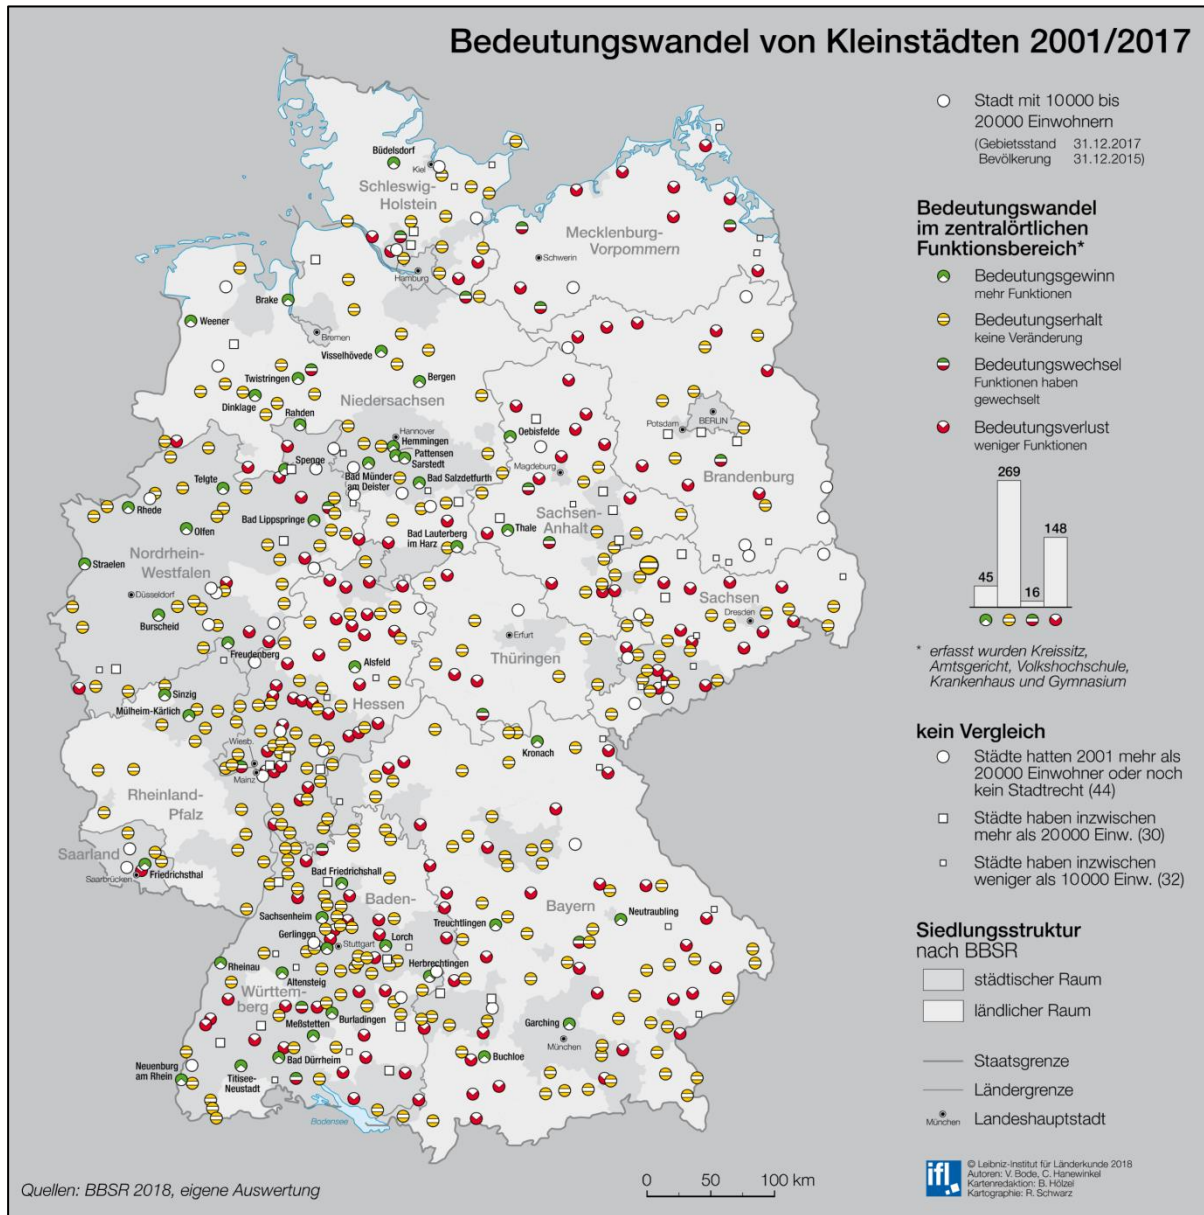 Bedeutungswandel von Kleinstädten 2001/2017
Stadt mit 10 000 bis
20 000 Einwohnern
(Gebietsstand 31.12.2017
Bevölkerung 31.12.2015)
Bedeutungswandel
im zentralörtlichen
Funktionsbereich*
Bedeutungsgewinn
mehr Funktionen
Bedeutungserhalt
keine Veränderung
Bedeutungswechsel
Funktionen haben
gewechselt
Bedeutungsverlust
weniger Funktionen
269
148
45
16
* erfasst wurden Kreissitz,
Amtsgericht, Volkshochschule,
Krankenhaus und Gymnasium
kein Vergleich
Städte hatten 2001 mehr als
20 000 Einwohner oder noch
kein Stadtrecht (44)
Städte haben inzwischen
mehr als 20 000 Einw. (30)
Städte haben inzwischen
weniger als 10 000 Einw. (32)
Siedlungsstruktur
nach BBSR
städtischer Raum
ländlicher Raum
Staatsgrenze
Ländergrenze
München
Landeshauptstadt
ifl
© Leibniz-Institut für Länderkunde 2018
Autoren: V. Bode, C. Hanewinkel
Kartenredaktion: B. Hölzel
Kartographie: R. Schwarz
Büdelsdorf
Kiel
Schleswig-
Holstein
Mecklenburg-
Vorpommern
Schwerin
Hamburg
Brake
Weener
Bremen
Visselhövede
Twistringen
Bergen
Dinklage
Niedersachsen
Rahden
Hannover
Hemmingen
Pattensen
Sarstedt
Oebisfelde
Potsdam
BERLIN
Spenge
Bad Münder
am Deister
Bad Salzdetfurth
Magdeburg
Brandenburg
Telgte
Rhede
Bad Lippspringe
Olfen
Bad Lauterberg
im Harz
Thale
Sachsen-
Anhalt
Nordrhein-
Westfalen
Straelen
Düsseldorf
Burscheid
Sachsen
Dresden
Erfurt
Thüringen
Freudenberg
Alsfeld
Hessen
Sinzig
Mülheim-Kärlich
Kronach
Wiesb.
Mainz
Rheinland-
Pfalz
Saarland
Saarbrücken
Friedrichsthal
Bad Friedrichshall
Baden-
Bayern
Neutraubling
Sachsenheim
Treuchtlingen
Gerlingen
Stuttgart
Lorch
Rheinau
Herbrechtingen
Altensteig
Württem-
berg
Burladingen
Meßstetten
Garching
München
Bad Dürrheim
Buchloe
Neuenburg
am Rhein
Titisee-
Neustadt
Bodensee
Quellen: BBSR 2018, eigene Auswertung
0 50 100 km